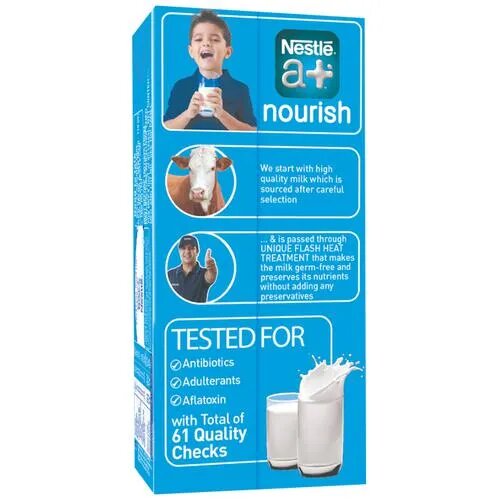 Nestlé
a+
nourish
We start with high
quality milk which is
sourced after careful
selection
... & is passed through
UNIQUE FLASH HEAT
TREATMENT that makes
the milk germ-free and
preserves its nutrients
without adding any
preservatives
TESTED FOR
Antibiotics
Adulterants
Aflatoxin
with Total of
61 Quality
Checks